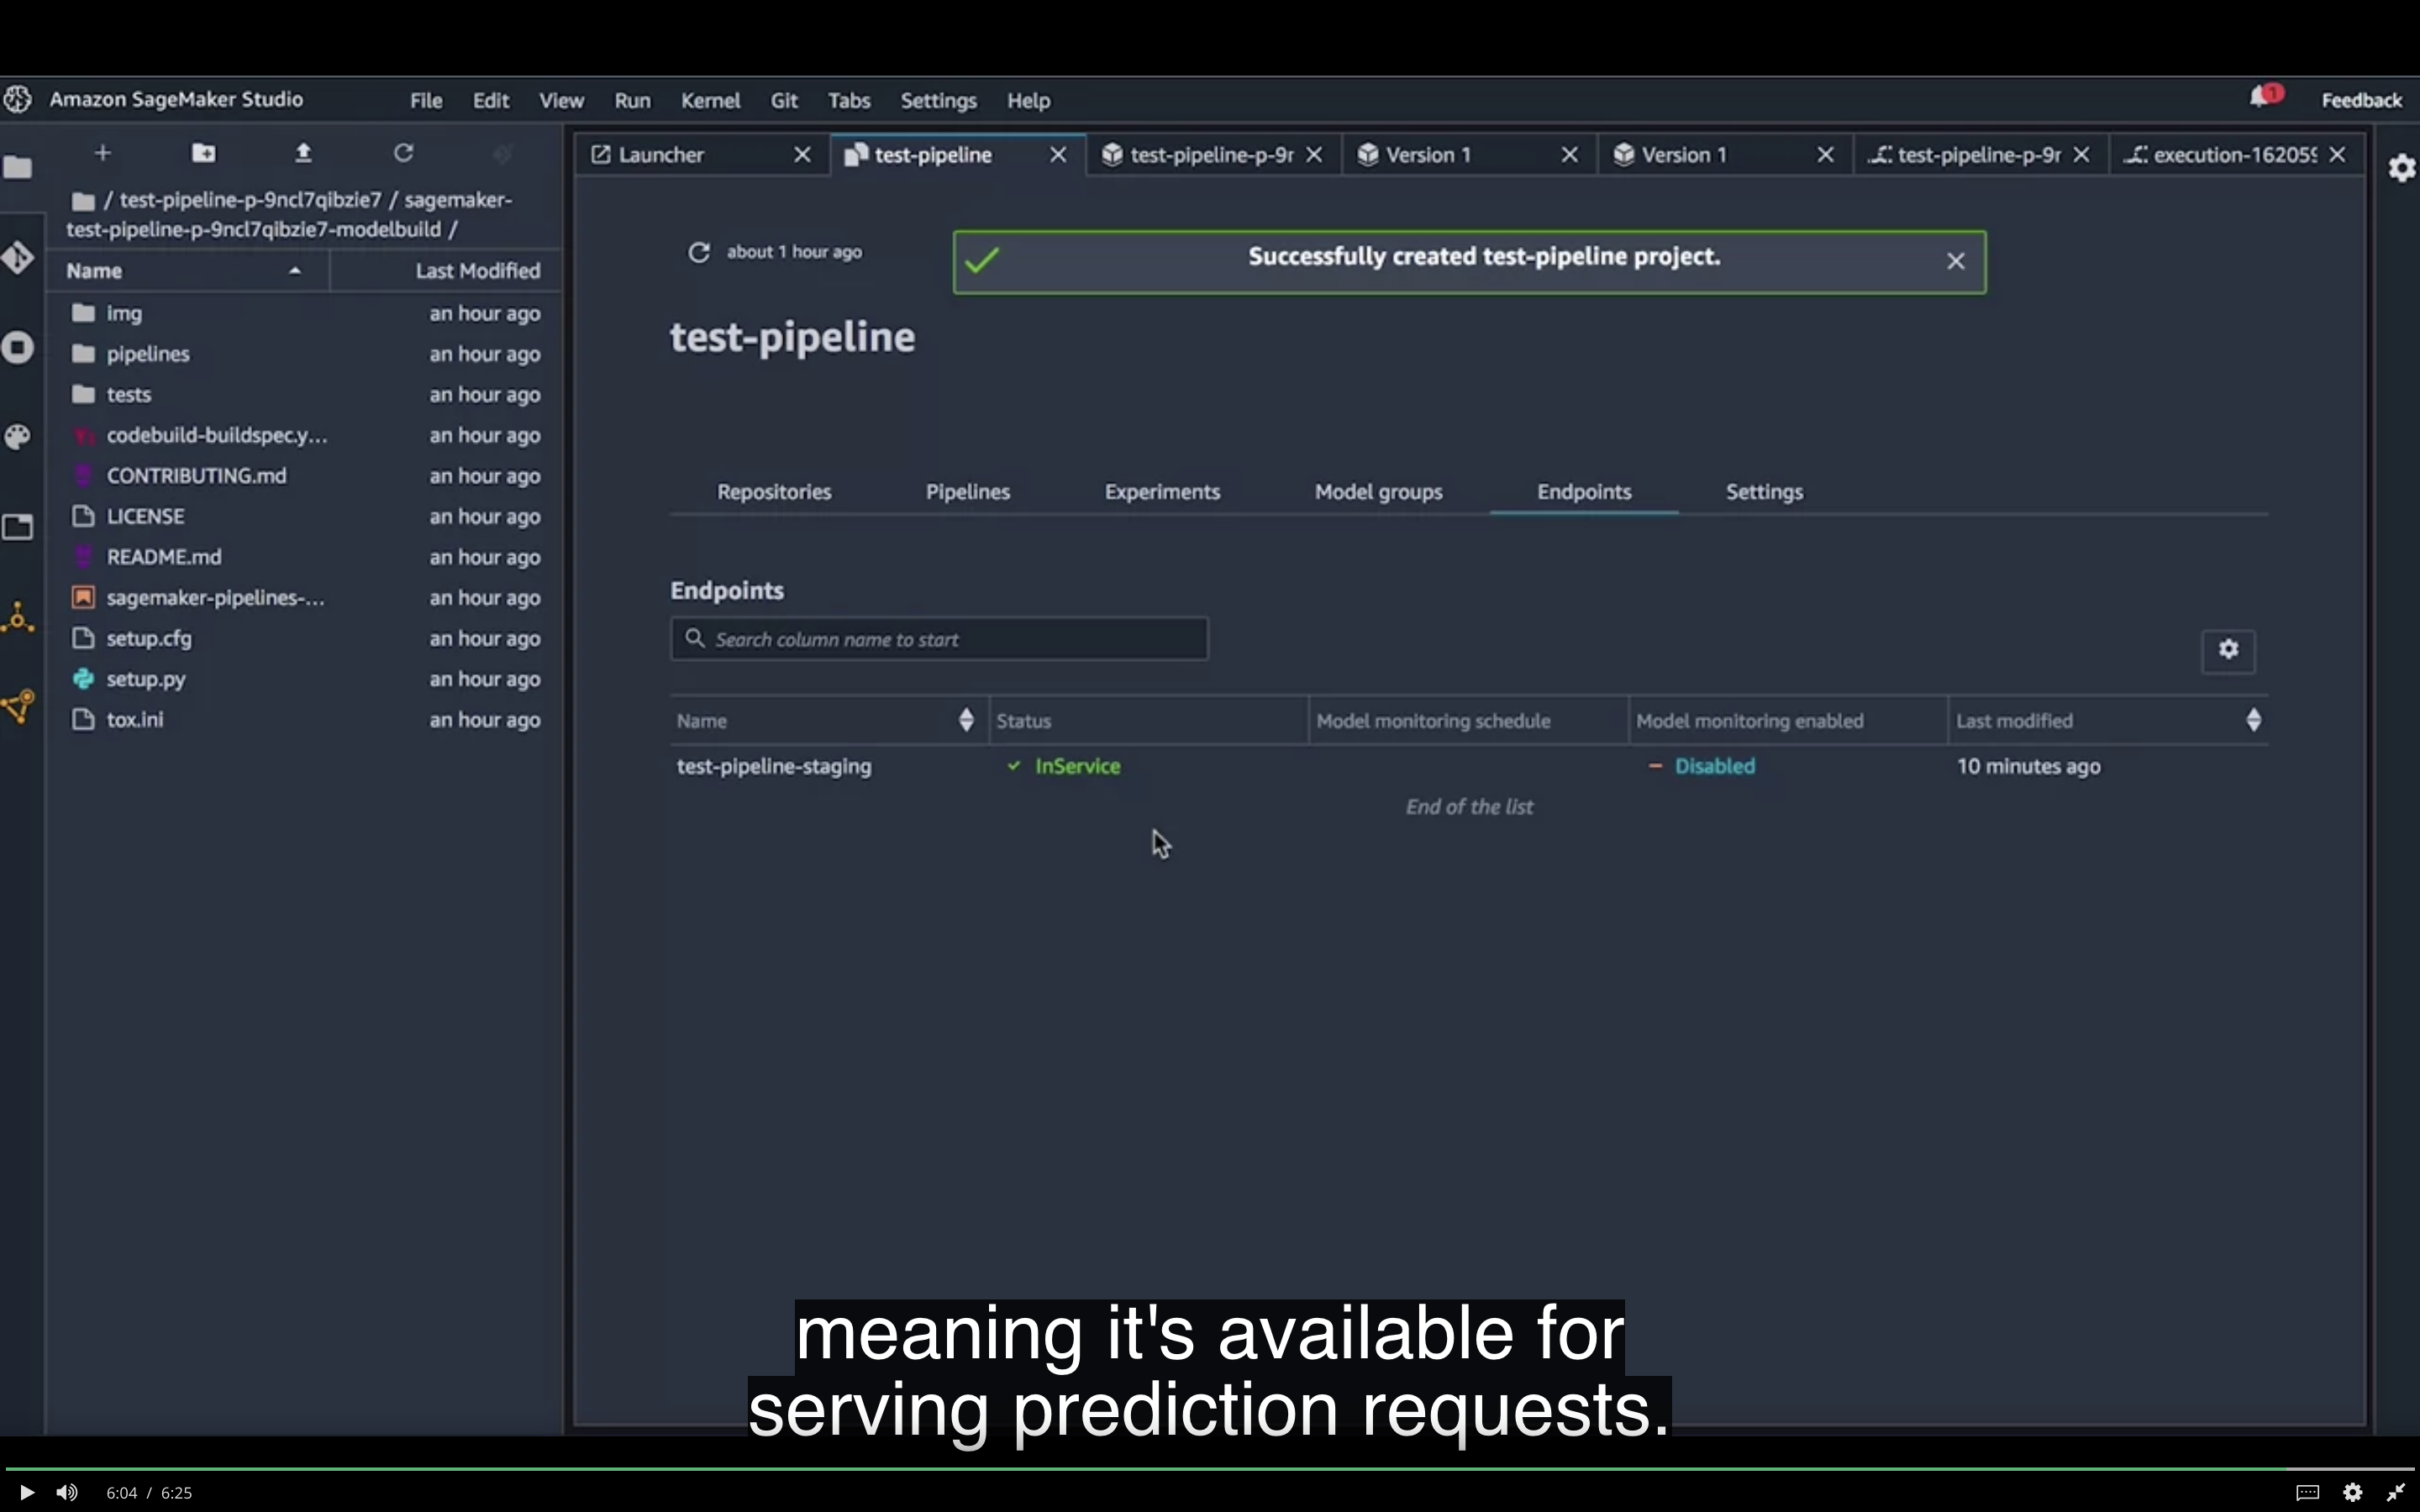 Amazon SageMaker Studio File Edit View Run Kernel Git Tabs Settings Help 1 Feedback
Launcher test-pipeline test-pipeline-p-9r Version 1 Version 1 test-pipeline-p-9r execution-16205
/ test-pipeline-p-9ncl7qibzie7 / sagemaker-
test-pipeline-p-9ncl7qibzie7-modelbuild /
Name Last Modified
img an hour ago
pipelines an hour ago
tests an hour ago
codebuild-buildspec.y... an hour ago
CONTRIBUTING.md an hour ago
LICENSE an hour ago
README.md an hour ago
sagemaker-pipelines-... an hour ago
setup.cfg an hour ago
setup.py an hour ago
tox.ini an hour ago
about 1 hour ago
Successfully created test-pipeline project.
test-pipeline
Repositories Pipelines Experiments Model groups Endpoints Settings
Endpoints
Search column name to start
Name Status Model monitoring schedule Model monitoring enabled Last modified
test-pipeline-staging InService Disabled 10 minutes ago
End of the list
meaning it's available for
serving prediction requests.
6:04 / 6:25